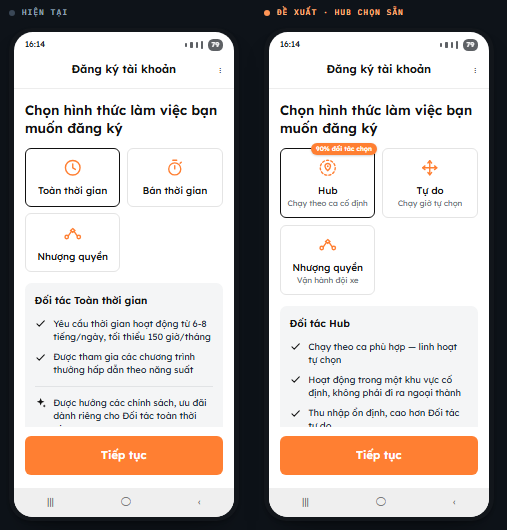 HIỆN TẠI
16:14
79
Đăng ký tài khoản
Chọn hình thức làm việc bạn
muốn đăng ký
Toàn thời gian
Bán thời gian
Nhượng quyền
Đối tác Toàn thời gian
Yêu cầu thời gian hoạt động từ 6-8
tiếng/ngày, tối thiểu 150 giờ/tháng
Được tham gia các chương trình
thưởng hấp dẫn theo năng suất
Được hưởng các chính sách, ưu đãi
dành riêng cho Đối tác toàn thời
Tiếp tục
ĐỀ XUẤT · HUB CHỌN SẴN
16:14
79
Đăng ký tài khoản
Chọn hình thức làm việc bạn
muốn đăng ký
90% đối tác chọn
Hub
Chạy theo ca cố định
Tự do
Chạy giờ tự chọn
Nhượng quyền
Vận hành đội xe
Đối tác Hub
Chạy theo ca phù hợp — linh hoạt
tự chọn
Hoạt động trong một khu vực cố
định, không phải đi ra ngoại thành
Thu nhập ổn định, cao hơn Đối tác
tự do
Tiếp tục